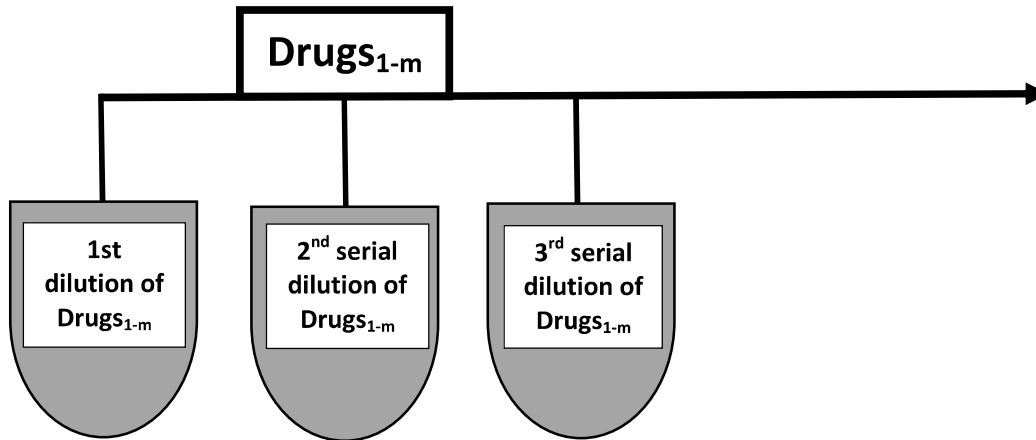 Drugs1-m
1st
dilution of
Drugs1-m
2nd serial
dilution of
Drugs1-m
3rd serial
dilution of
Drugs1-m